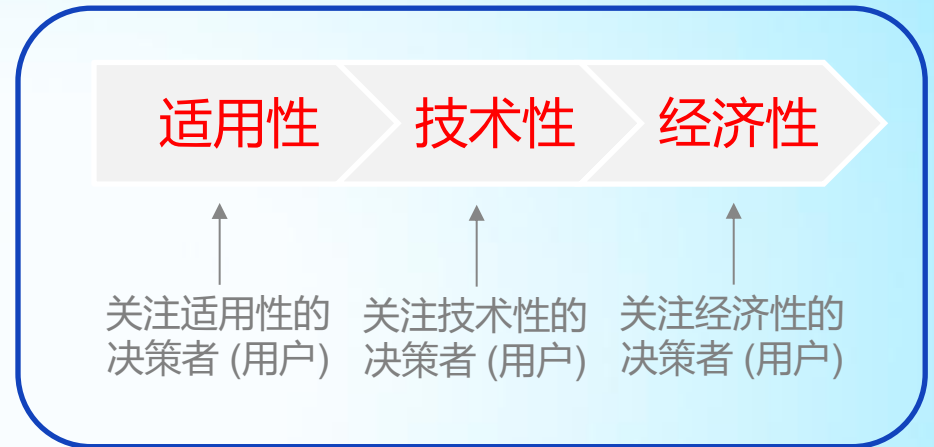 适用性
技术性
经济性
关注适用性的
决策者 (用户)
关注技术性的
决策者 (用户)
关注经济性的
决策者 (用户)